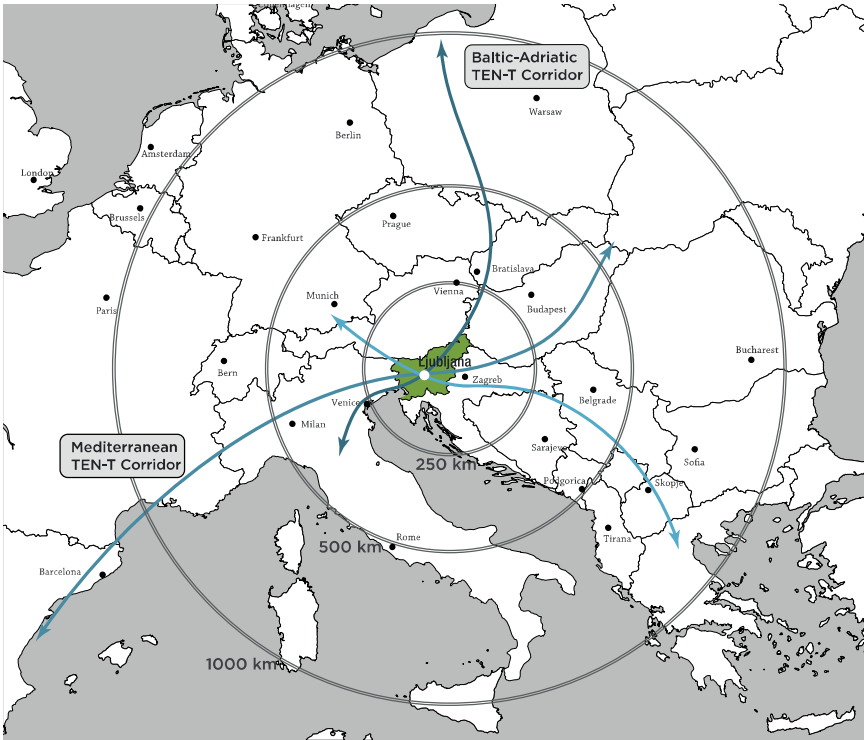 Copenhagen
Baltic-Adriatic
TEN-T Corridor
Warsaw
Berlin
Amsterdam
London
Brussels
Prague
Frankfurt
Bratislava
Vienna
Munich
Budapest
Paris
Ljubljana
Bucharest
Bern
Zagreb
Belgrade
Venice
Milan
Mediterranean
TEN-T Corridor
Sarajevo
Sofia
250 km
Podgorica
Skopje
Rome
500 km
Tirana
Barcelona
1000 km